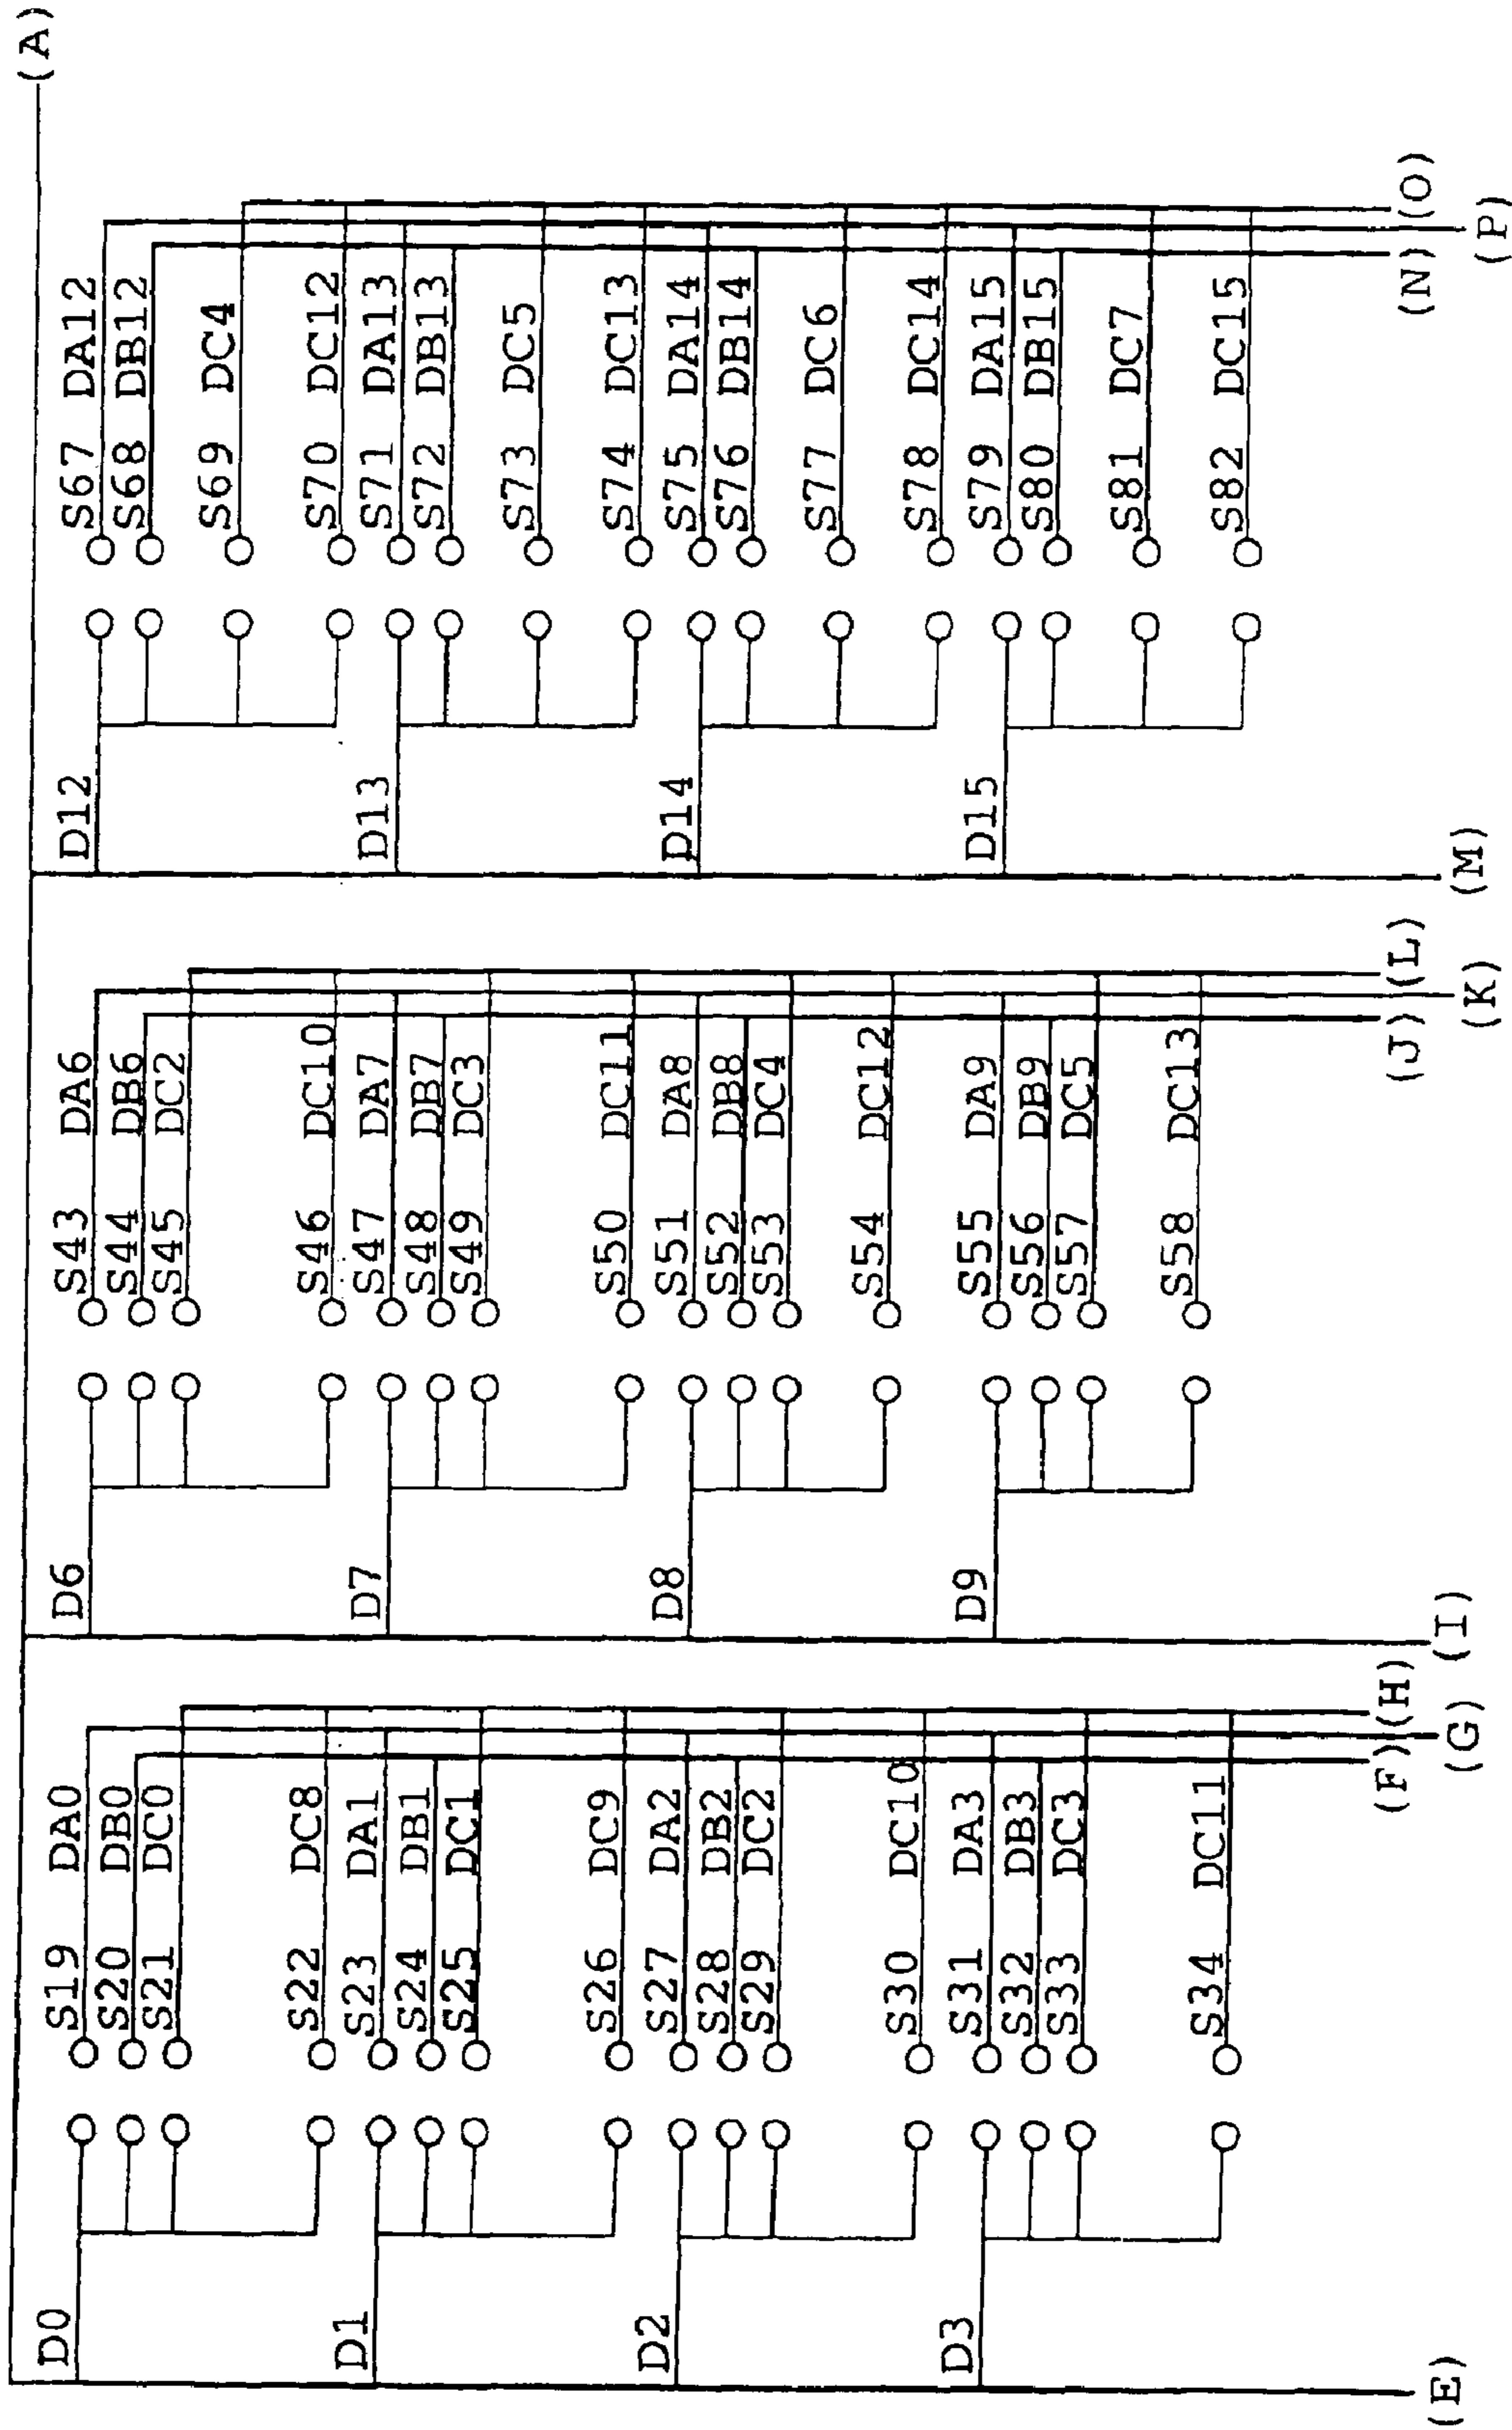 (A)
D0
S19 DA0
S20 DB0
S21 DC0
S22 DC8
D1
S23 DA1
S24 DB1
S25 DC1
S26 DC9
D2
S27 DA2
S28 DB2
S29 DC2
S30 DC10
D3
S31 DA3
S32 DB3
S33 DC3
S34 DC11
(E)
(F)
(G)
(H)
D6
S43 DA6
S44 DB6
S45 DC2
S46 DC10
D7
S47 DA7
S48 DB7
S49 DC3
S50 DC11
D8
S51 DA8
S52 DB8
S53 DC4
S54 DC12
D9
S55 DA9
S56 DB9
S57 DC5
S58 DC13
(I)
(J)
(K)
(L)
D12
S67 DA12
S68 DB12
S69 DC4
S70 DC12
D13
S71 DA13
S72 DB13
S73 DC5
S74 DC13
D14
S75 DA14
S76 DB14
S77 DC6
S78 DC14
D15
S79 DA15
S80 DB15
S81 DC7
S82 DC15
(M)
(N)
(P)
(O)